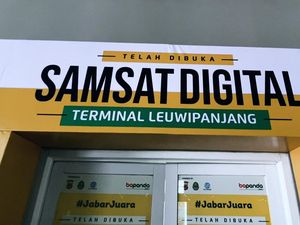 TELAH DIBUKA
SAMSAT DIGITAL
TERMINAL LEUWIPANJANG
bapenda
bapenda
#JabarJuara
#JabarJuara
TELAH DIBUKA
TELAH DIBUKA